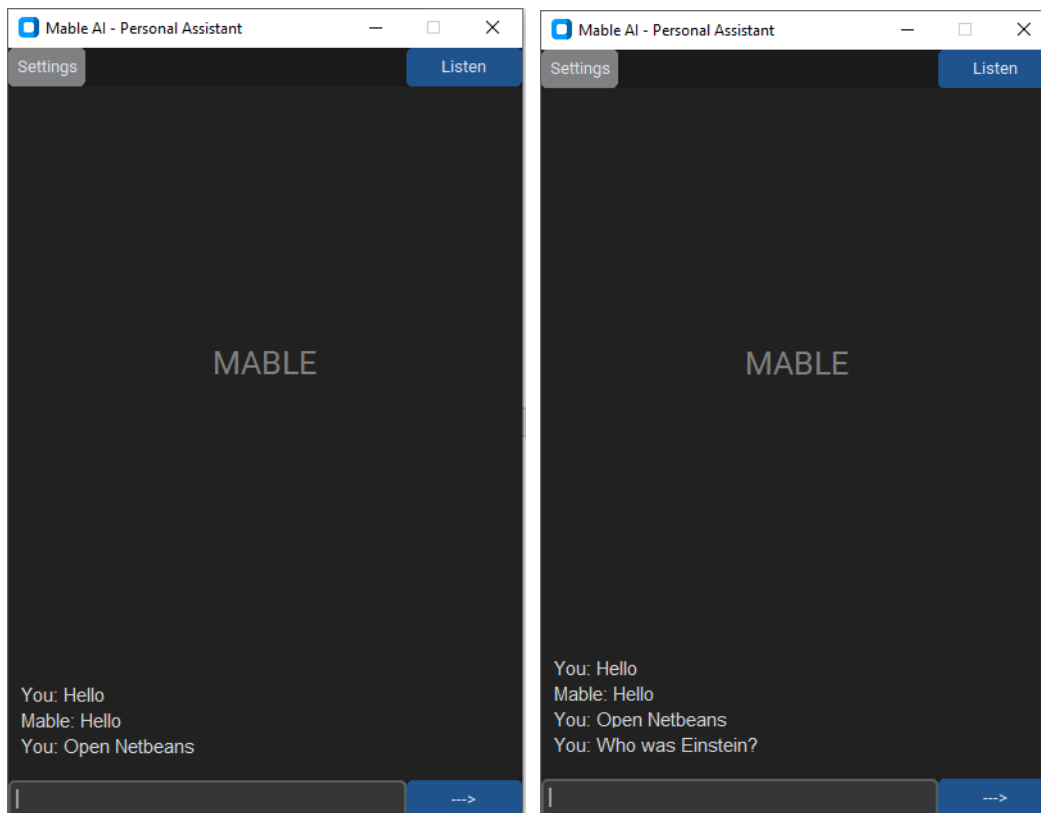 Mable AI - Personal Assistant
Settings
Listen
MABLE
You: Hello
Mable: Hello
You: Open Netbeans
--->
Mable AI - Personal Assistant
Settings
Listen
MABLE
You: Hello
Mable: Hello
You: Open Netbeans
You: Who was Einstein?
--->